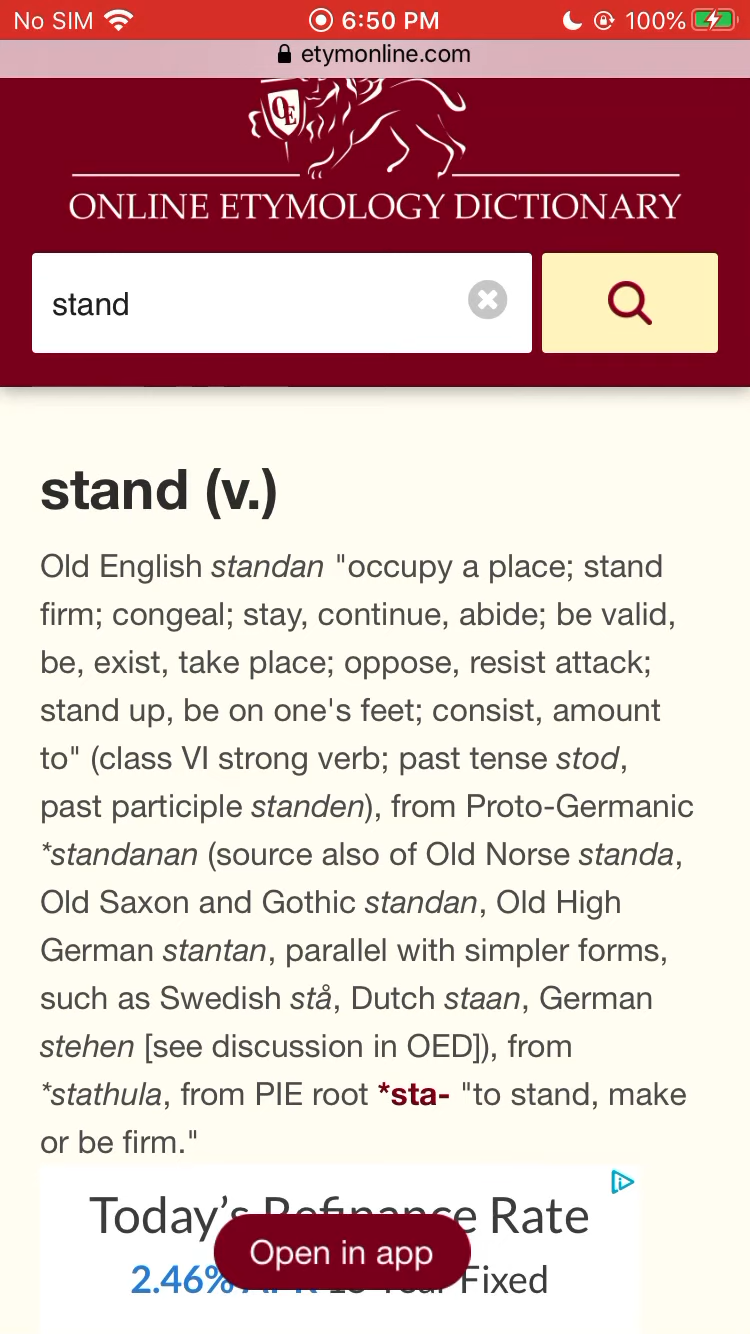 No SIM 6:50 PM 100%
etymonline.com
OE
ONLINE ETYMOLOGY DICTIONARY
stand
stand (v.)
Old English standan "occupy a place; stand
firm; congeal; stay, continue, abide; be valid,
be, exist, take place; oppose, resist attack;
stand up, be on one's feet; consist, amount
to" (class VI strong verb; past tense stod,
past participle standen), from Proto-Germanic
*standanan (source also of Old Norse standa,
Old Saxon and Gothic standan, Old High
German stantan, parallel with simpler forms,
such as Swedish stå, Dutch staan, German
stehen [see discussion in OED]), from
*stathula, from PIE root *sta- "to stand, make
or be firm."
Today's Refinance Rate
Open in app
2.46% Fixed